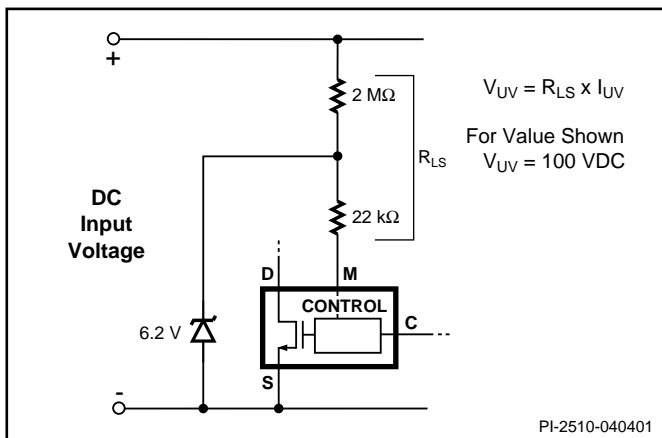 +
2 MΩ
V_UV = R_LS x I_UV
For Value Shown
V_UV = 100 VDC
R_LS
DC
Input
Voltage
22 kΩ
D
M
CONTROL
C
6.2 V
S
-
PI-2510-040401